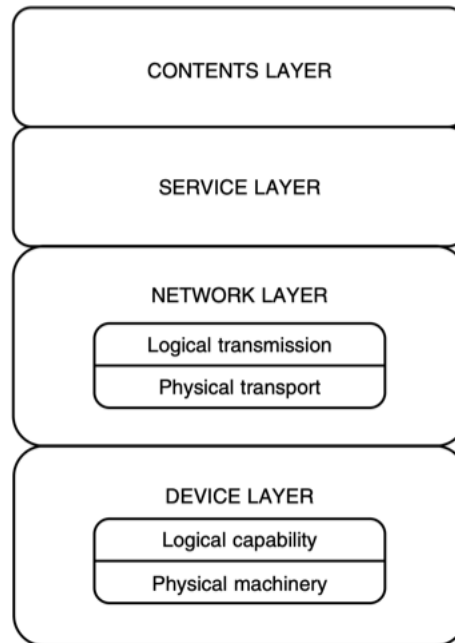 CONTENTS LAYER
SERVICE LAYER
NETWORK LAYER
Logical transmission
Physical transport
DEVICE LAYER
Logical capability
Physical machinery